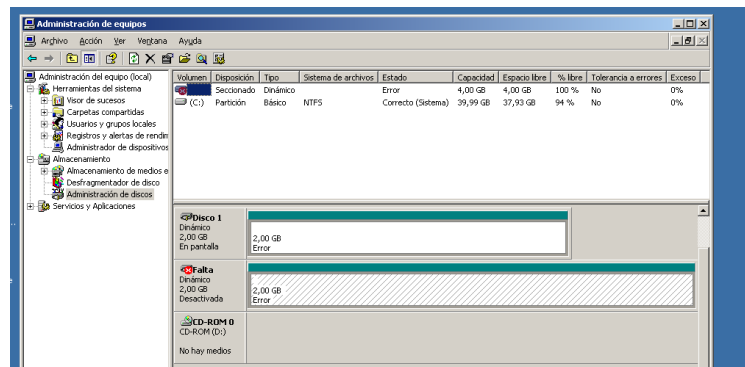 Administración de equipos
Archivo Acción Ver Ventana Ayuda
Administración del equipo (local)
Herramientas del sistema
Visor de sucesos
Carpetas compartidas
Usuarios y grupos locales
Registros y alertas de rendim
Administrador de dispositivos
Almacenamiento
Almacenamiento de medios e
Desfragmentador de disco
Administración de discos
Servicios y Aplicaciones
Volumen Disposición Tipo Sistema de archivos Estado Capacidad Espacio libre % libre Tolerancia a errores Exceso
Seccionado Dinámico Error 4,00 GB 4,00 GB 100 % No 0%
(C:) Partición Básico NTFS Correcto (Sistema) 39,99 GB 37,93 GB 94 % No 0%
Disco 1
Dinámico
2,00 GB
En pantalla
2,00 GB
Error
Falta
Dinámico
2,00 GB
Desactivada
2,00 GB
Error
CD-ROM 0
CD-ROM (D:)
No hay medios